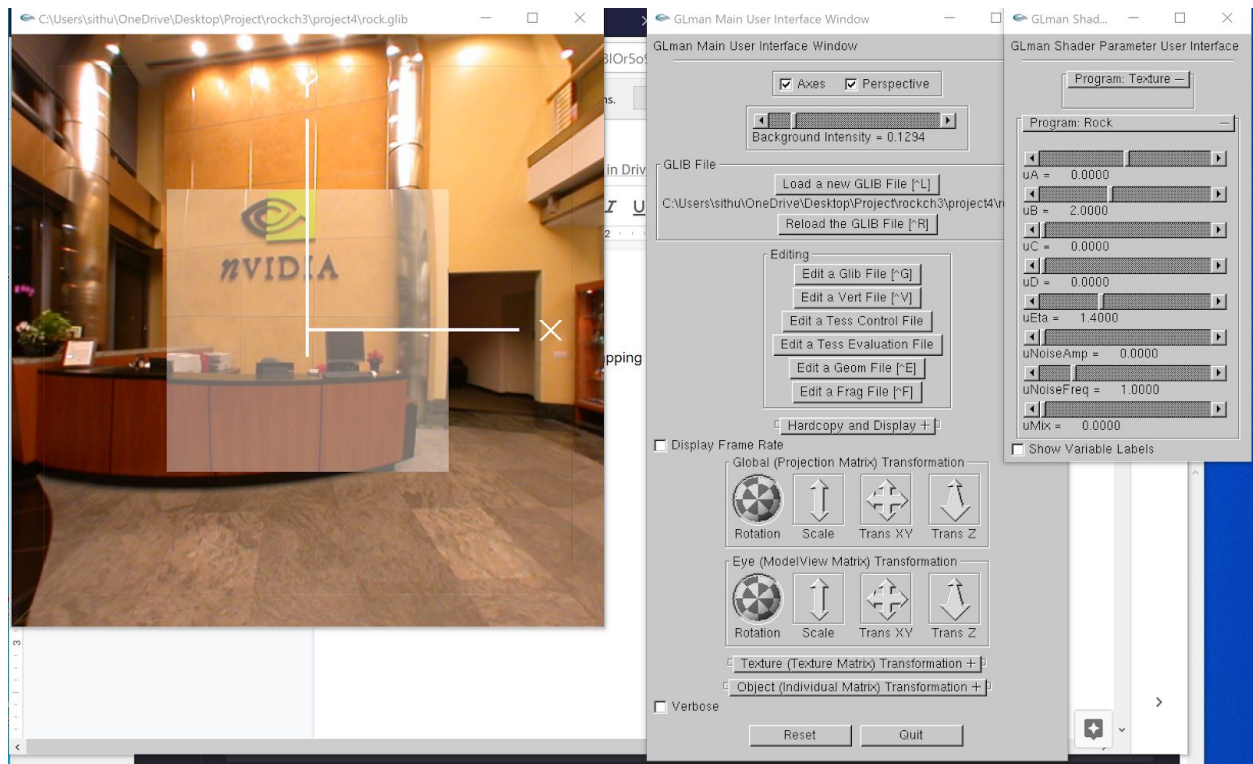 C:\Users\sithu\OneDrive\Desktop\Project\rockch3\project4\rock.glib
Y
nVIDIA
X
ns.
in Driv
I U
2
pping
3
GLman Main User Interface Window
GLman Main User Interface Window
Axes Perspective
Background Intensity = 0.1294
GLIB File
Load a new GLIB File [^L]
C:\Users\sithu\OneDrive\Desktop\Project\rockch3\project4\r
Reload the GLIB File [^R]
Editing
Edit a Glib File [^G]
Edit a Vert File [^V]
Edit a Tess Control File
Edit a Tess Evaluation File
Edit a Geom File [^E]
Edit a Frag File [^F]
Hardcopy and Display +
Display Frame Rate
Global (Projection Matrix) Transformation
Rotation Scale Trans XY Trans Z
Eye (ModelView Matrix) Transformation
Rotation Scale Trans XY Trans Z
Texture (Texture Matrix) Transformation +
Object (Individual Matrix) Transformation +
Verbose
Reset Quit
GLman Shad...
GLman Shader Parameter User Interface
Program: Texture −
Program: Rock −
uA = 0.0000
uB = 2.0000
uC = 0.0000
uD = 0.0000
uEta = 1.4000
uNoiseAmp = 0.0000
uNoiseFreq = 1.0000
uMix = 0.0000
Show Variable Labels